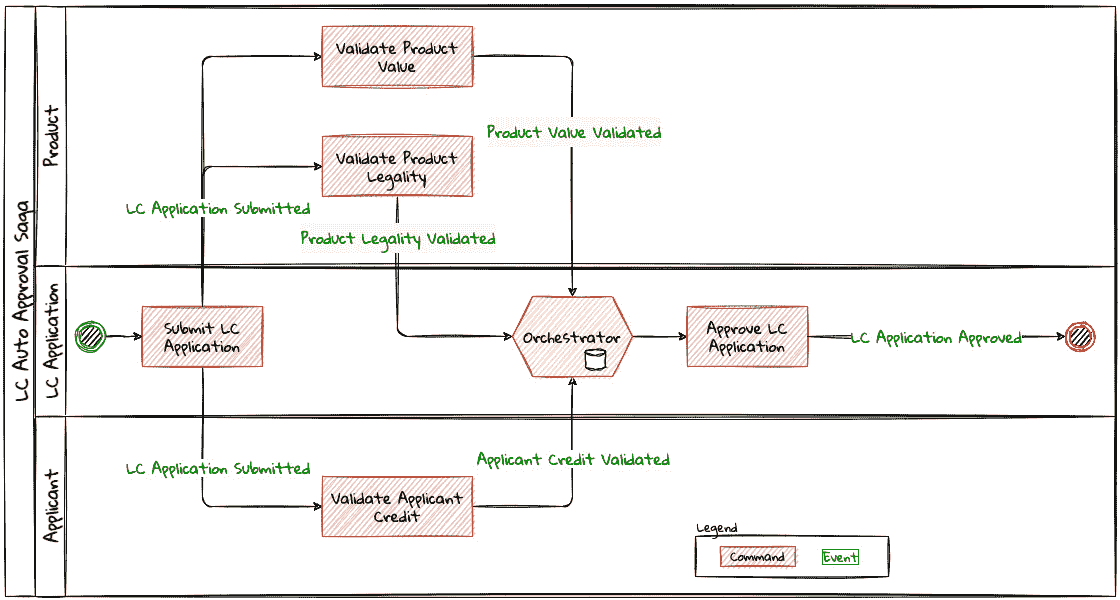 LC Auto Approval Saga
Product
Validate Product
Value
Product Value Validated
Validate Product
Legality
LC Application Submitted
Product Legality Validated
LC Application
Submit LC
Application
Orchestrator
Approve LC
Application
LC Application Approved
Applicant
LC Application Submitted
Applicant Credit Validated
Validate Applicant
Credit
Legend
Command
Event